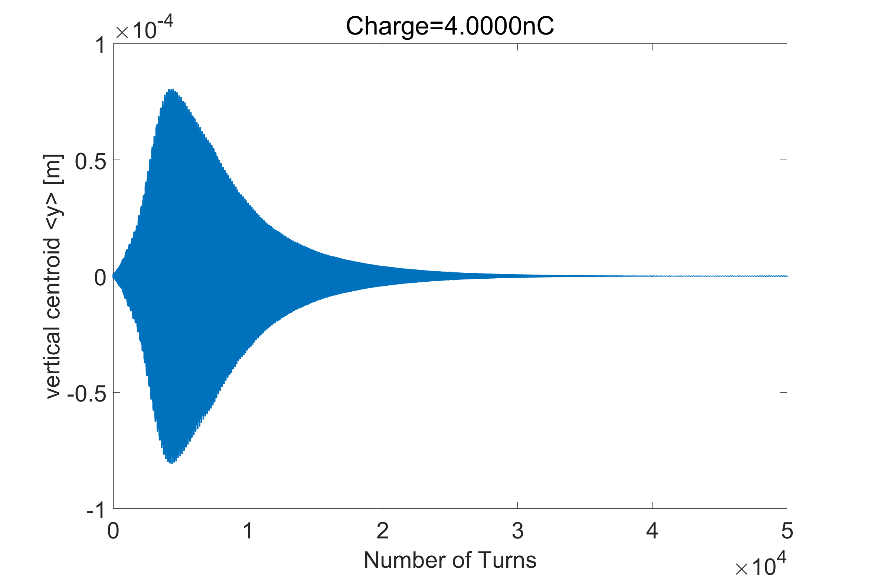 Charge=4.0000nC
×10⁻⁴
1
0.5
0
-0.5
-1
vertical centroid <y> [m]
0 1 2 3 4 5
Number of Turns
×10⁴